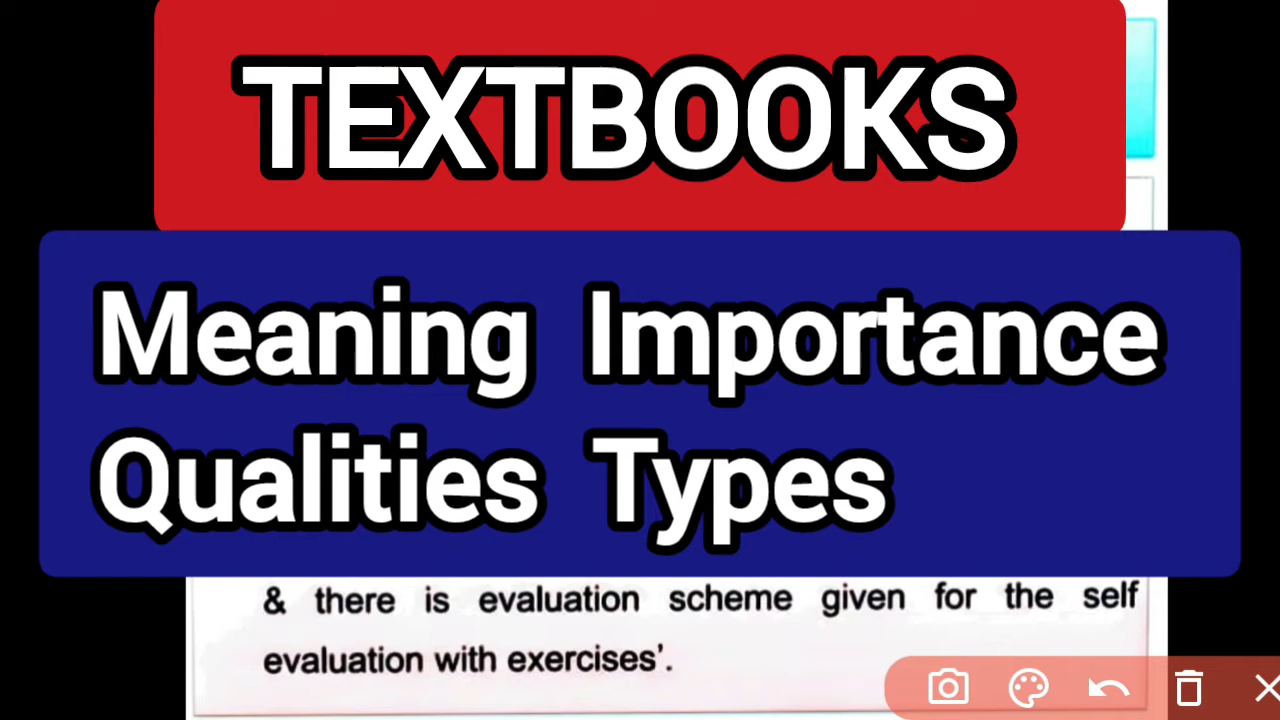 TEXTBOOKS
Meaning Importance
Qualities Types
& there is evaluation scheme given for the self
evaluation with exercises'.